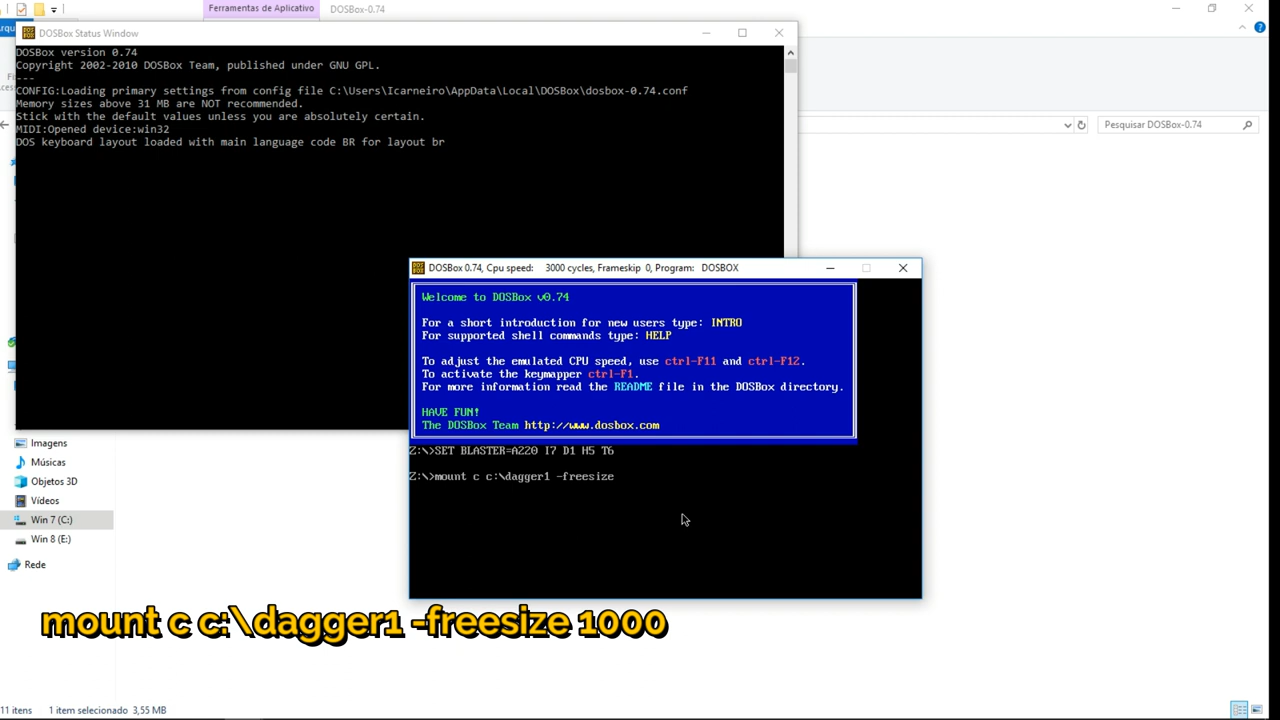 Ferramentas de Aplicativo
DOSBox-0.74
DOSBox Status Window
DOSBox version 0.74
Copyright 2002-2010 DOSBox Team, published under GNU GPL.
---
CONFIG:Loading primary settings from config file C:\Users\Icarneiro\AppData\Local\DOSBox\dosbox-0.74.conf
Memory sizes above 31 MB are NOT recommended.
Stick with the default values unless you are absolutely certain.
MIDI:Opened device:win32
DOS keyboard layout loaded with main language code BR for layout br
Pesquisar DOSBox-0.74
DOSBox 0.74, Cpu speed: 3000 cycles, Frameskip 0, Program: DOSBOX
Welcome to DOSBox v0.74
For a short introduction for new users type: INTRO
For supported shell commands type: HELP
To adjust the emulated CPU speed, use ctrl-F11 and ctrl-F12.
To activate the keymapper ctrl-F1.
For more information read the README file in the DOSBox directory.
HAVE FUN!
The DOSBox Team http://www.dosbox.com
Z:\>SET BLASTER=A220 I7 D1 H5 T6
Z:\>mount c c:\dagger1 -freesize
Imagens
Músicas
Objetos 3D
Vídeos
Win 7 (C:)
Win 8 (E:)
Rede
mount c c:\dagger1 -freesize 1000
11 itens
1 item selecionado 3,55 MB